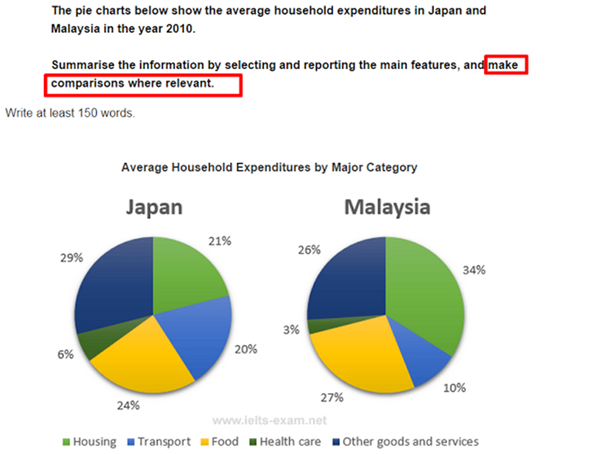 The pie charts below show the average household expenditures in Japan and
Malaysia in the year 2010.
Summarise the information by selecting and reporting the main features, and make
comparisons where relevant.
Write at least 150 words.
Average Household Expenditures by Major Category
Japan
21%
20%
24%
6%
29%
Malaysia
34%
10%
27%
3%
26%
www.ielts-exam.net
Housing Transport Food Health care Other goods and services